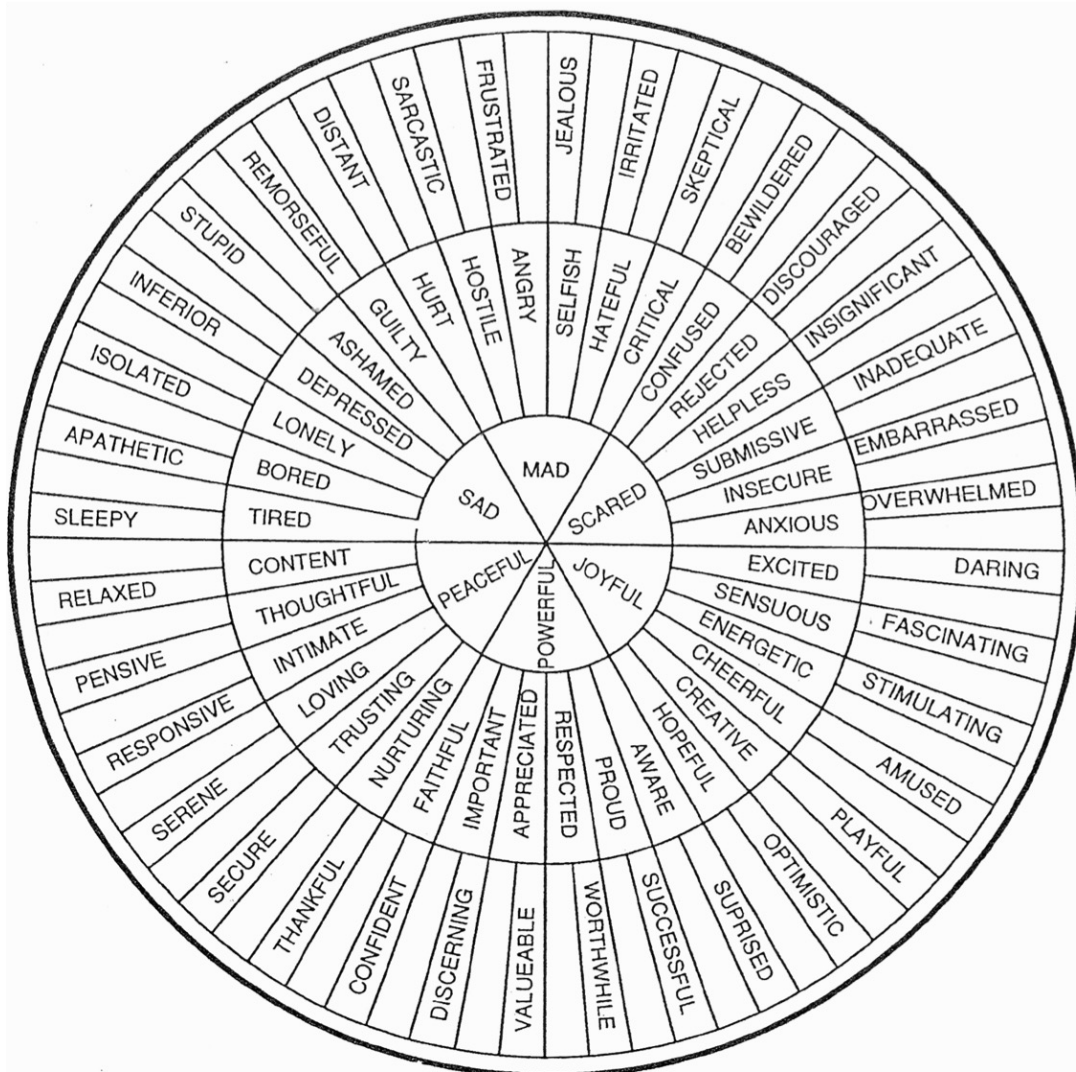 MAD
SCARED
JOYFUL
POWERFUL
PEACEFUL
SAD
HURT
HOSTILE
ANGRY
SELFISH
HATEFUL
CRITICAL
CONFUSED
REJECTED
HELPLESS
SUBMISSIVE
INSECURE
ANXIOUS
EXCITED
SENSUOUS
ENERGETIC
CHEERFUL
CREATIVE
HOPEFUL
AWARE
PROUD
RESPECTED
APPRECIATED
IMPORTANT
FAITHFUL
NURTURING
TRUSTING
LOVING
INTIMATE
THOUGHTFUL
CONTENT
TIRED
BORED
LONELY
DEPRESSED
ASHAMED
GUILTY
DISTANT
SARCASTIC
FRUSTRATED
JEALOUS
IRRITATED
SKEPTICAL
BEWILDERED
DISCOURAGED
INSIGNIFICANT
INADEQUATE
EMBARRASSED
OVERWHELMED
DARING
FASCINATING
STIMULATING
AMUSED
PLAYFUL
OPTIMISTIC
SUPRISED
SUCCESSFUL
WORTHWHILE
VALUEABLE
DISCERNING
CONFIDENT
THANKFUL
SECURE
SERENE
RESPONSIVE
PENSIVE
RELAXED
SLEEPY
APATHETIC
ISOLATED
INFERIOR
STUPID
REMORSEFUL